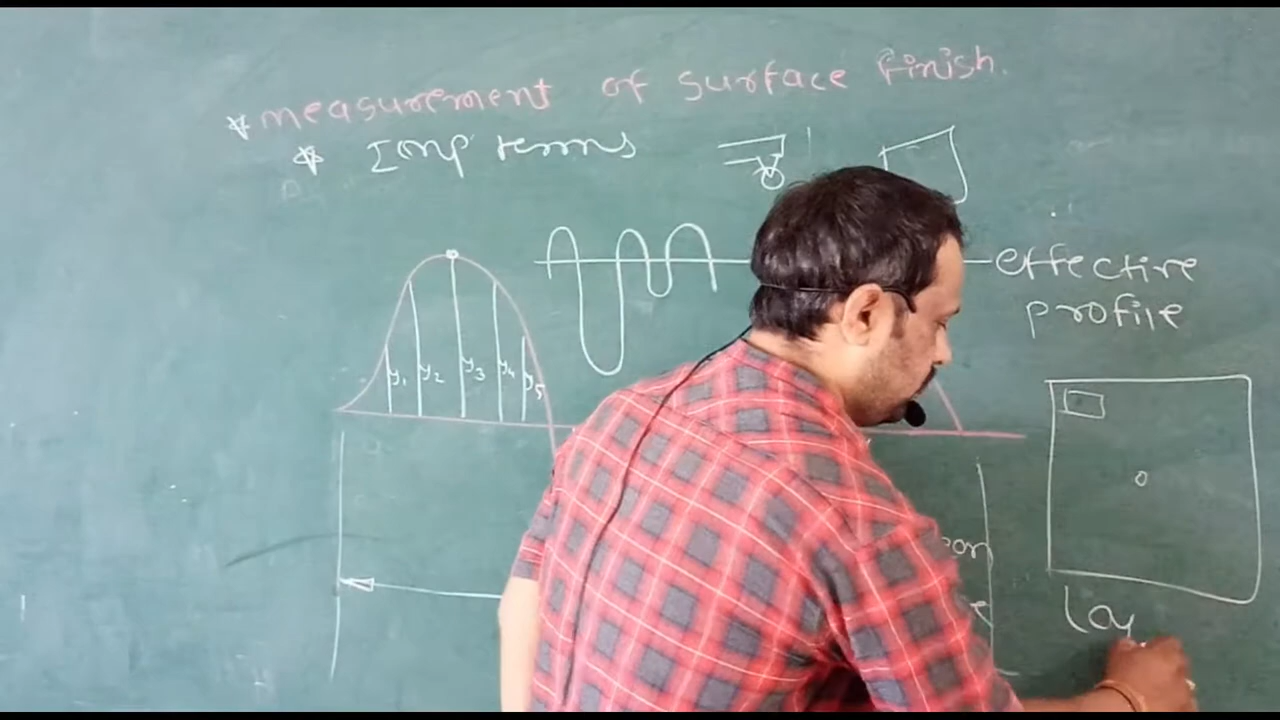 * measurement of surface finish.
* Imp terms
effective
profile
y1 y2 y3 y4 y5
Lay